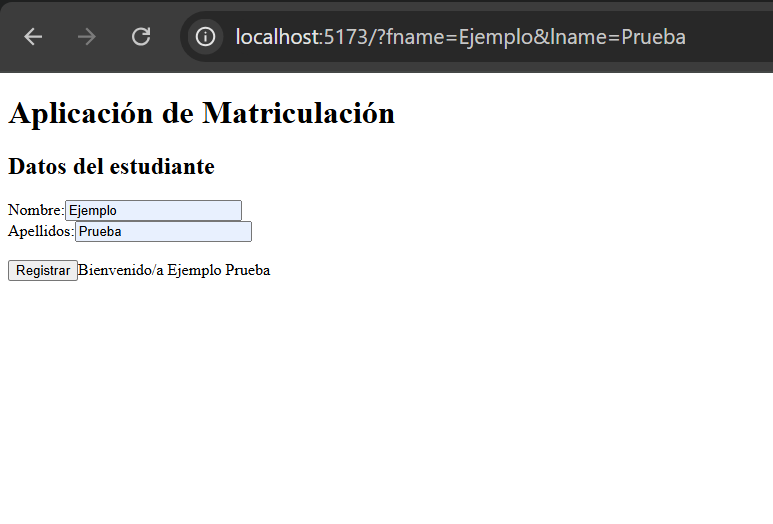 localhost:5173/?fname=Ejemplo&lname=Prueba
Aplicación de Matriculación
Datos del estudiante
Nombre:Ejemplo
Apellidos:Prueba
Registrar Bienvenido/a Ejemplo Prueba